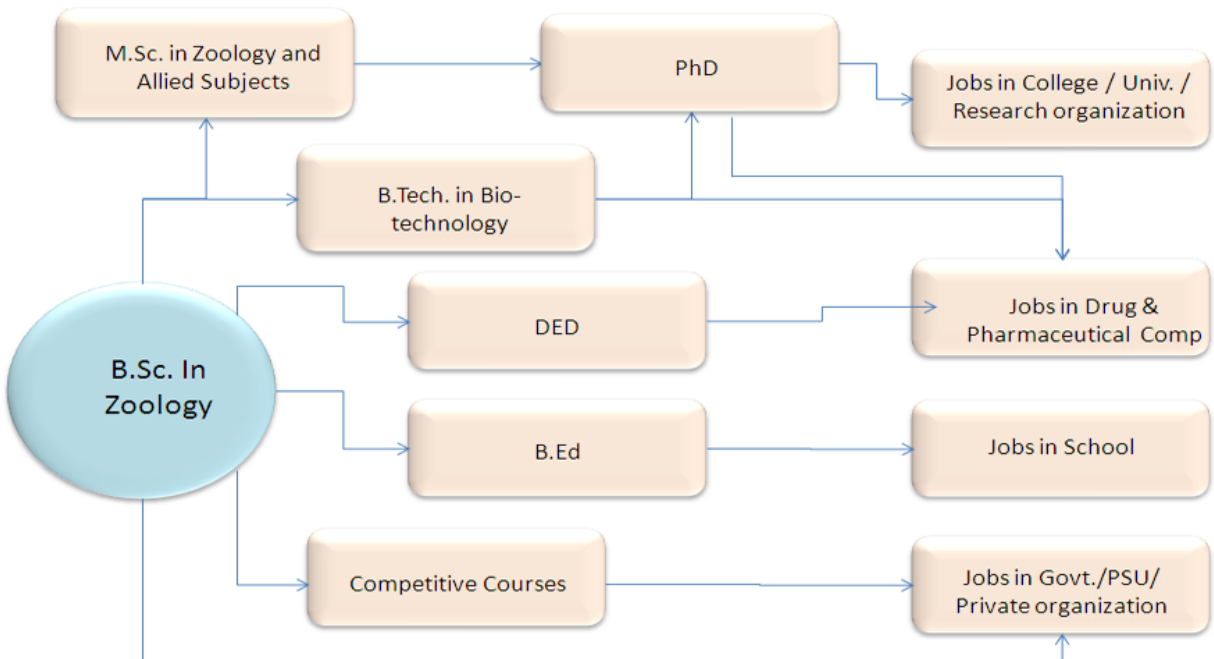 M.Sc. in Zoology and
Allied Subjects
PhD
Jobs in College / Univ. /
Research organization
B.Tech. in Bio-
technology
DED
Jobs in Drug &
Pharmaceutical Comp
B.Sc. In
Zoology
B.Ed
Jobs in School
Competitive Courses
Jobs in Govt./PSU/
Private organization